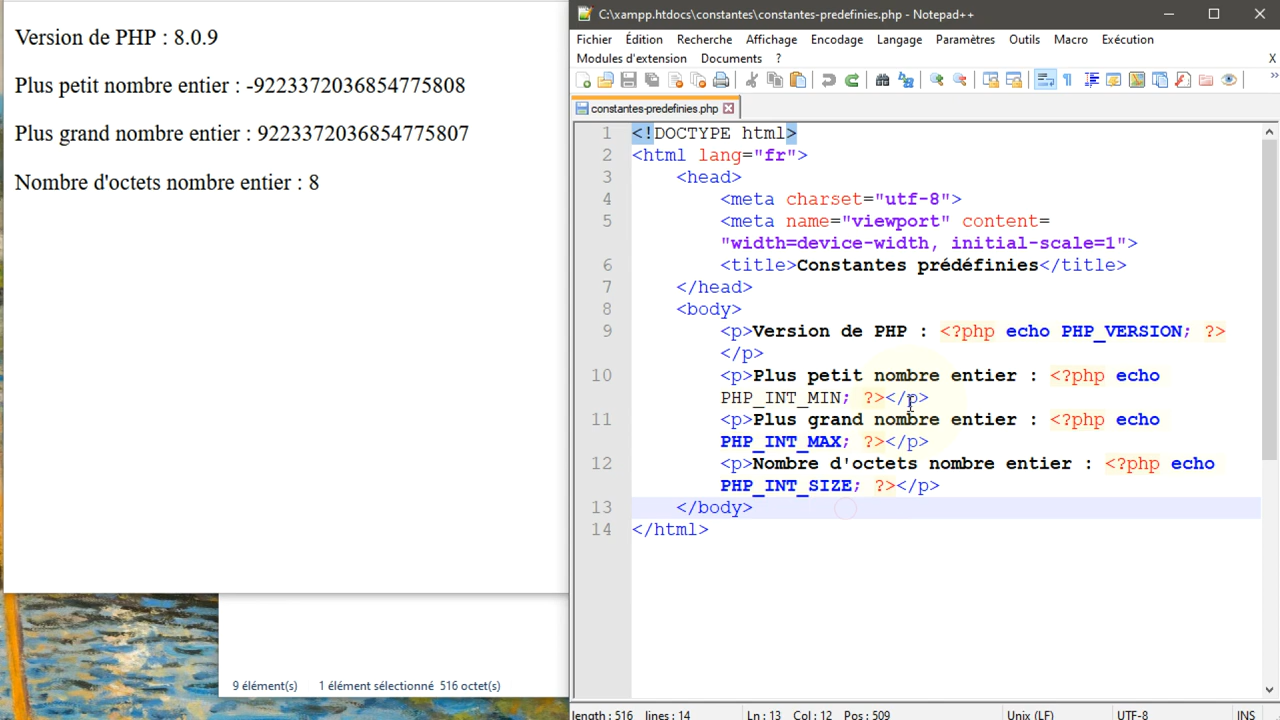 Version de PHP : 8.0.9
Plus petit nombre entier : -9223372036854775808
Plus grand nombre entier : 9223372036854775807
Nombre d'octets nombre entier : 8
9 élément(s) 1 élément sélectionné 516 octet(s)
C:\xampp.htdocs\constantes\constantes-predefinies.php - Notepad++
Fichier Édition Recherche Affichage Encodage Langage Paramètres Outils Macro Exécution
Modules d'extension Documents ? X
constantes-predefinies.php
1 <!DOCTYPE html>
2 <html lang="fr">
3 <head>
4 <meta charset="utf-8">
5 <meta name="viewport" content=
"width=device-width, initial-scale=1">
6 <title>Constantes prédéfinies</title>
7 </head>
8 <body>
9 <p>Version de PHP : <?php echo PHP_VERSION; ?>
</p>
10 <p>Plus petit nombre entier : <?php echo
PHP_INT_MIN; ?></p>
11 <p>Plus grand nombre entier : <?php echo
PHP_INT_MAX; ?></p>
12 <p>Nombre d'octets nombre entier : <?php echo
PHP_INT_SIZE; ?></p>
13 </body>
14 </html>
length : 516 lines : 14 Ln : 13 Col : 12 Pos : 509 Unix (LF) UTF-8 INS